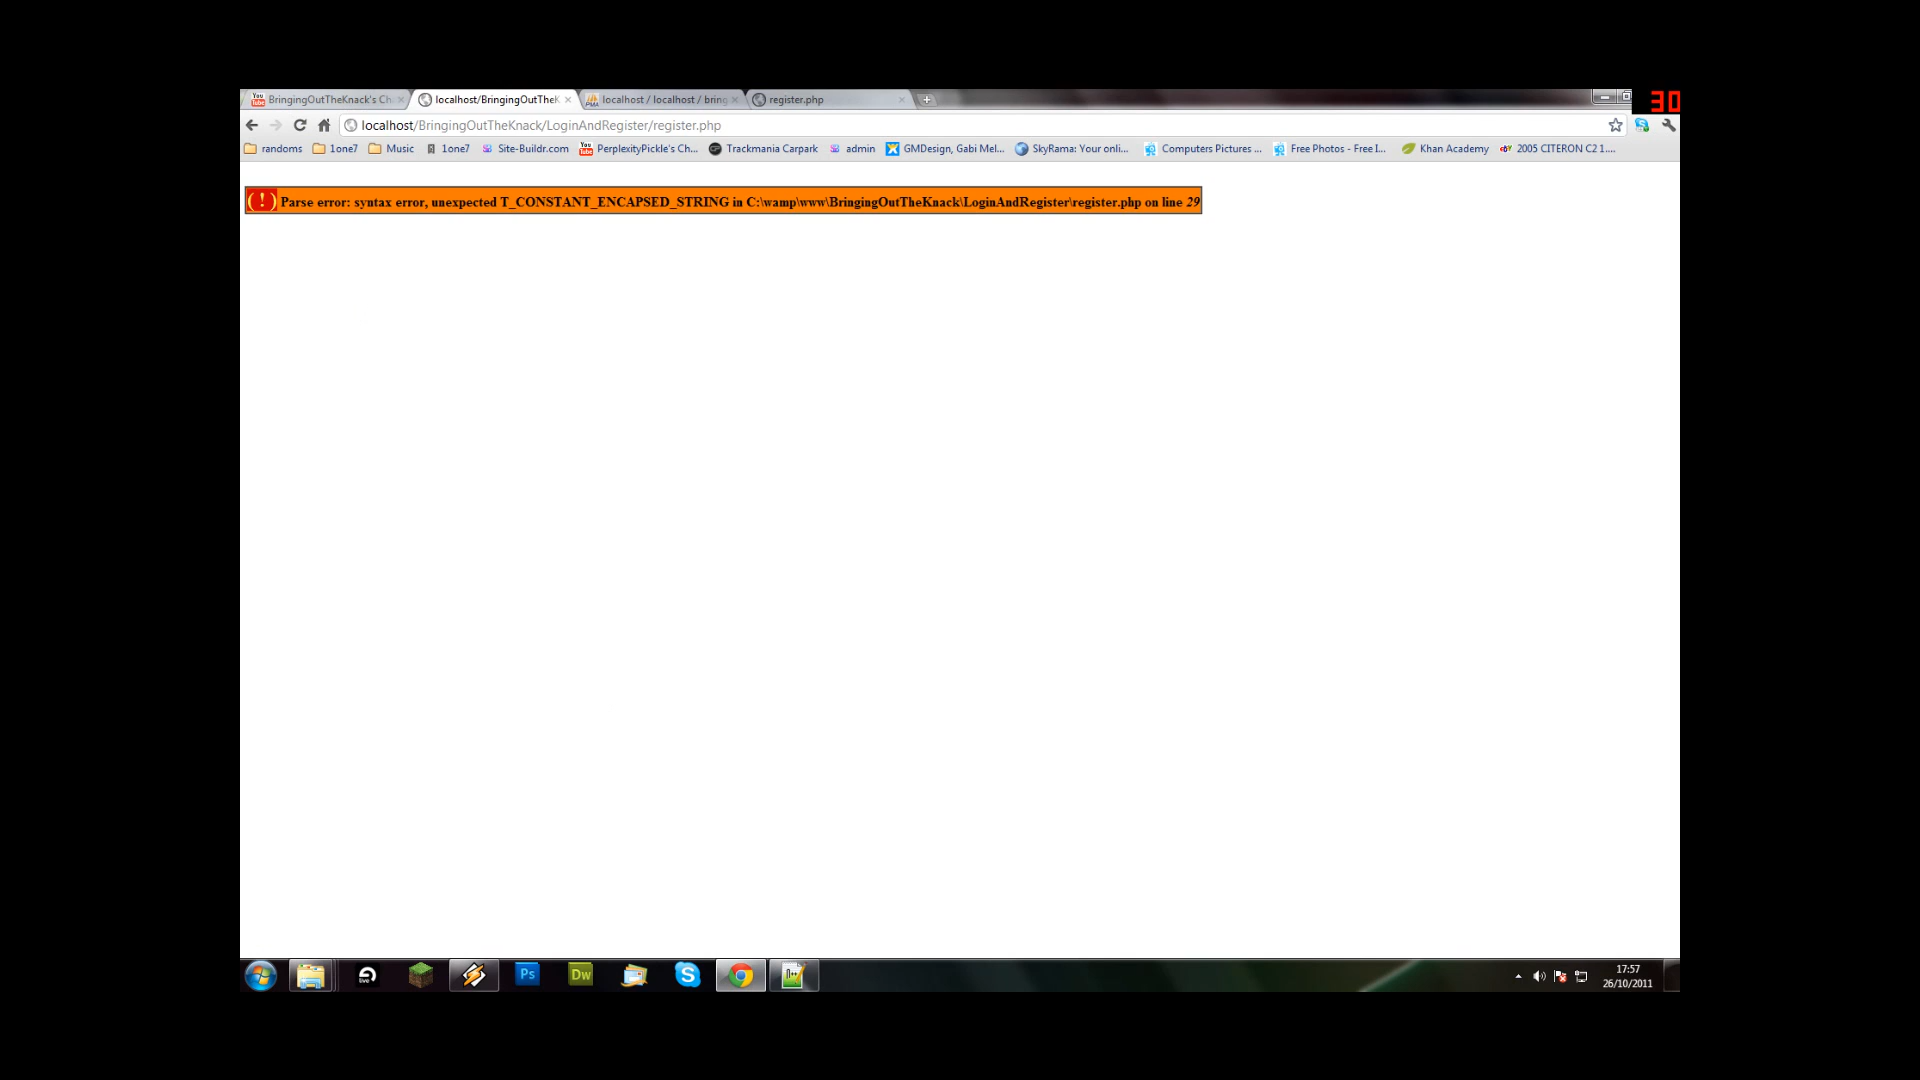 BringingOutTheKnack's Ch
localhost/BringingOutTheK
localhost / localhost / bring
register.php
30
localhost/BringingOutTheKnack/LoginAndRegister/register.php
randoms
1one7
Music
1one7
Site-Buildr.com
PerplexityPickle's Ch...
Trackmania Carpark
admin
GMDesign, Gabi Mel...
SkyRama: Your onli...
Computers Pictures ...
Free Photos - Free I...
Khan Academy
2005 CITERON C2 1....
( ! ) Parse error: syntax error, unexpected T_CONSTANT_ENCAPSED_STRING in C:\wamp\www\BringingOutTheKnack\LoginAndRegister\register.php on line 29
Ps
Dw
17:57
26/10/2011